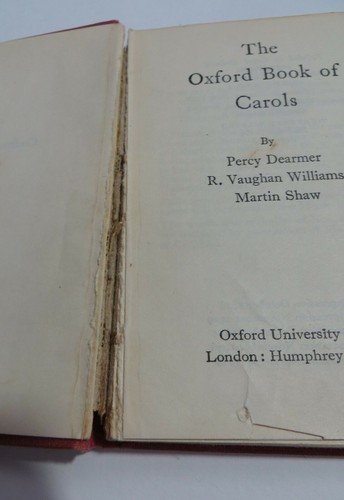 The
Oxford Book of
Carols
By
Percy Dearmer
R. Vaughan Williams
Martin Shaw
Oxford University
London: Humphrey